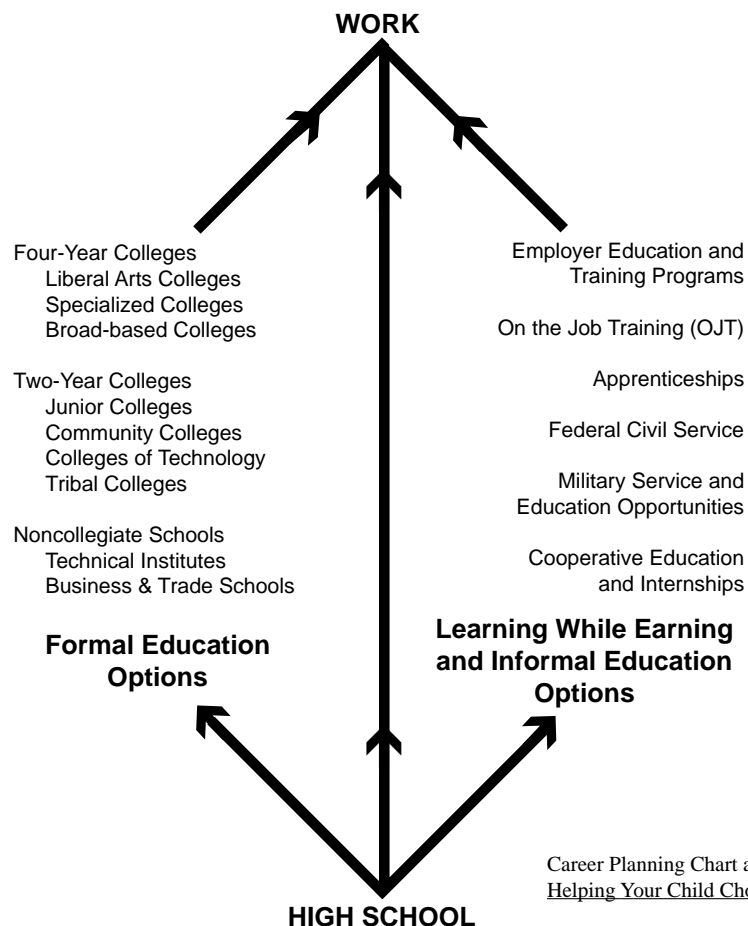 WORK
Four-Year Colleges
Liberal Arts Colleges
Specialized Colleges
Broad-based Colleges
Two-Year Colleges
Junior Colleges
Community Colleges
Colleges of Technology
Tribal Colleges
Noncollegiate Schools
Technical Institutes
Business & Trade Schools
Formal Education
Options
Employer Education and
Training Programs
On the Job Training (OJT)
Apprenticeships
Federal Civil Service
Military Service and
Education Opportunities
Cooperative Education
and Internships
Learning While Earning
and Informal Education
Options
Career Planning Chart
Helping Your Child
HIGH SCHOOL